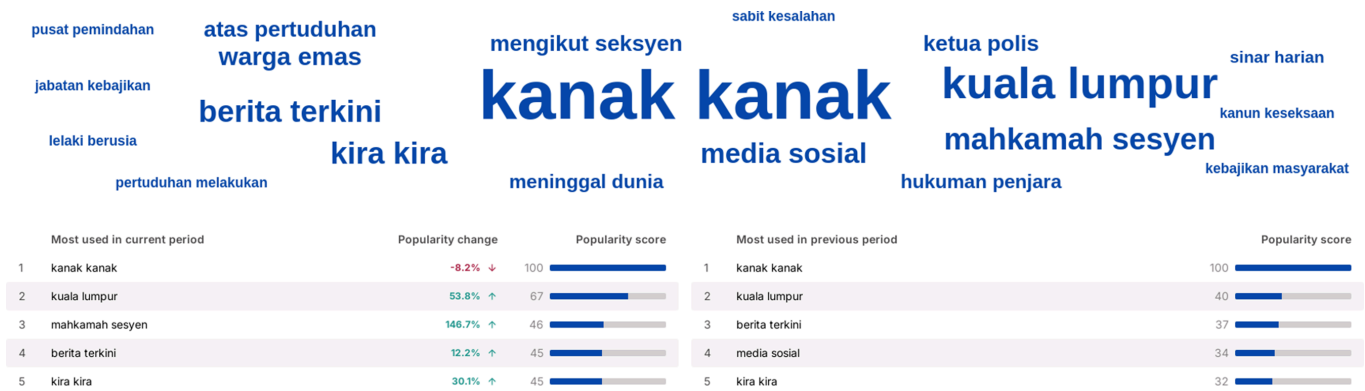 sabit kesalahan
pusat pemindahan
atas pertuduhan
mengikut seksyen
ketua polis
warga emas
sinar harian
jabatan kebajikan
kanak kanak
kuala lumpur
berita terkini
kanun keseksaan
lelaki berusia
kira kira
media sosial
mahkamah sesyen
kebajikan masyarakat
pertuduhan melakukan
meninggal dunia
hukuman penjara
Most used in current period Popularity change Popularity score
1 kanak kanak -8.2% ↓ 100
2 kuala lumpur 53.8% ↑ 67
3 mahkamah sesyen 146.7% ↑ 46
4 berita terkini 12.2% ↑ 45
5 kira kira 30.1% ↑ 45
Most used in previous period Popularity score
1 kanak kanak 100
2 kuala lumpur 40
3 berita terkini 37
4 media sosial 34
5 kira kira 32